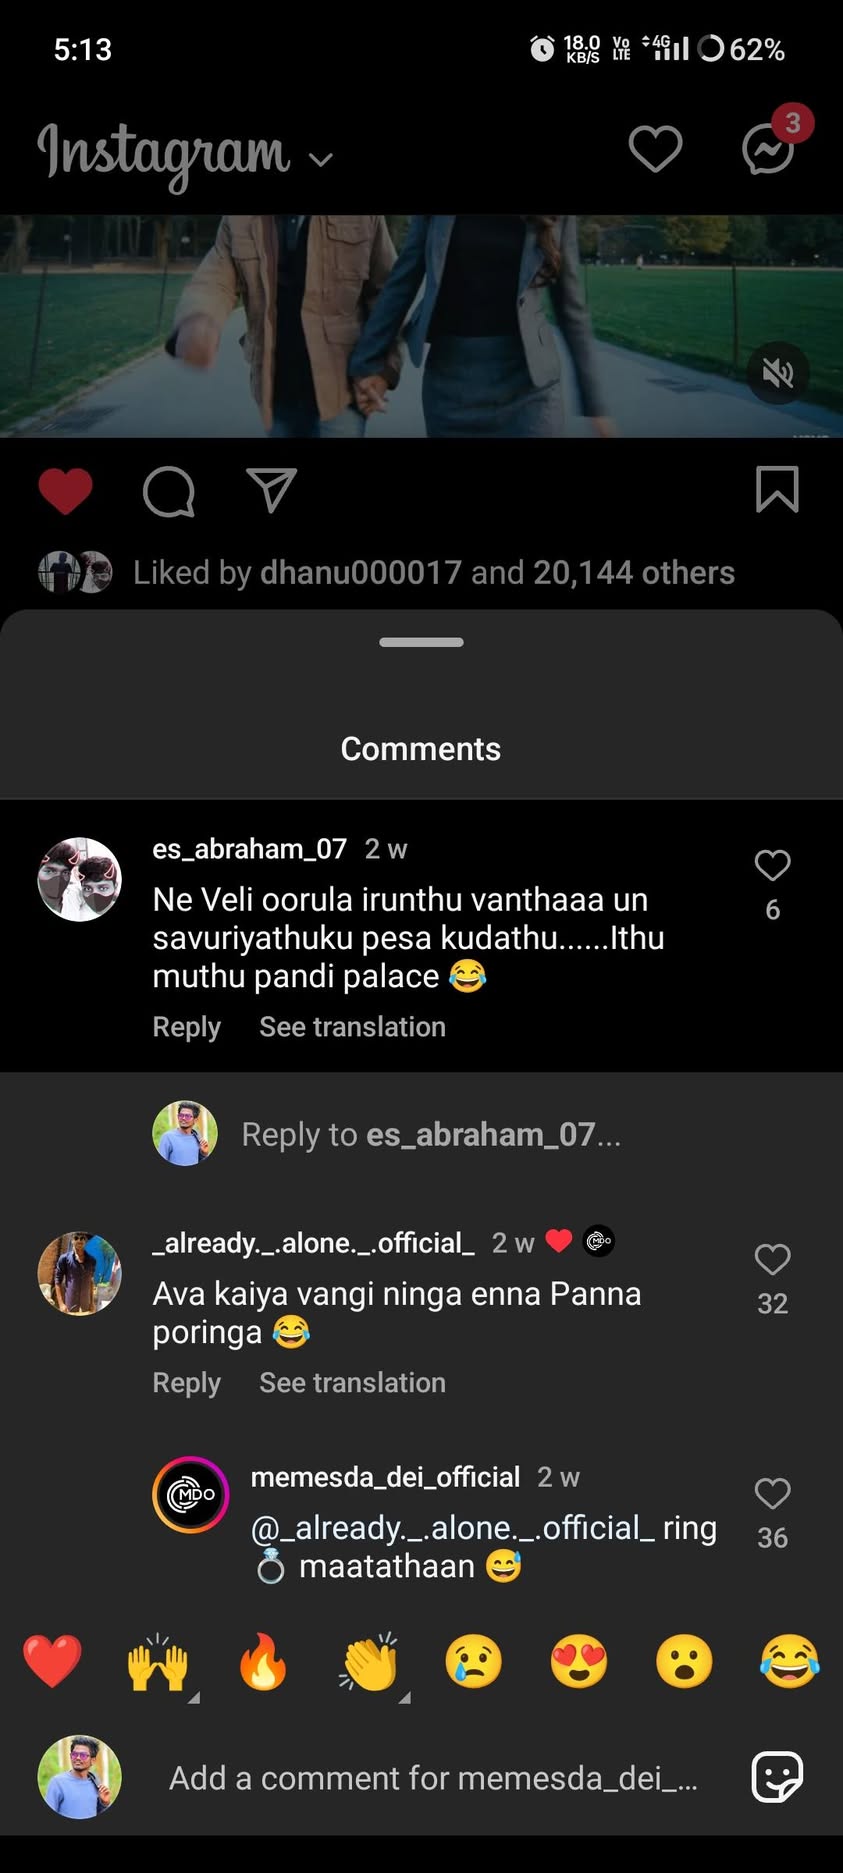 5:13
18.0 KB/S Vo LTE 4G 62%
Instagram
3
Liked by dhanu000017 and 20,144 others
Comments
es_abraham_07 2 w
Ne Veli oorula irunthu vanthaaa un
savuriyathuku pesa kudathu......Ithu
muthu pandi palace 😂
6
Reply See translation
Reply to es_abraham_07...
_already._.alone._.official_ 2 w ❤️ MDO
Ava kaiya vangi ninga enna Panna
poringa 😂
32
Reply See translation
MDO
memesda_dei_official 2 w
@_already._.alone._.official_ ring
💍 maatathaan 😅
36
❤️ 🙌 🔥 👏 😢 😍 😮 😂
Add a comment for memesda_dei_...